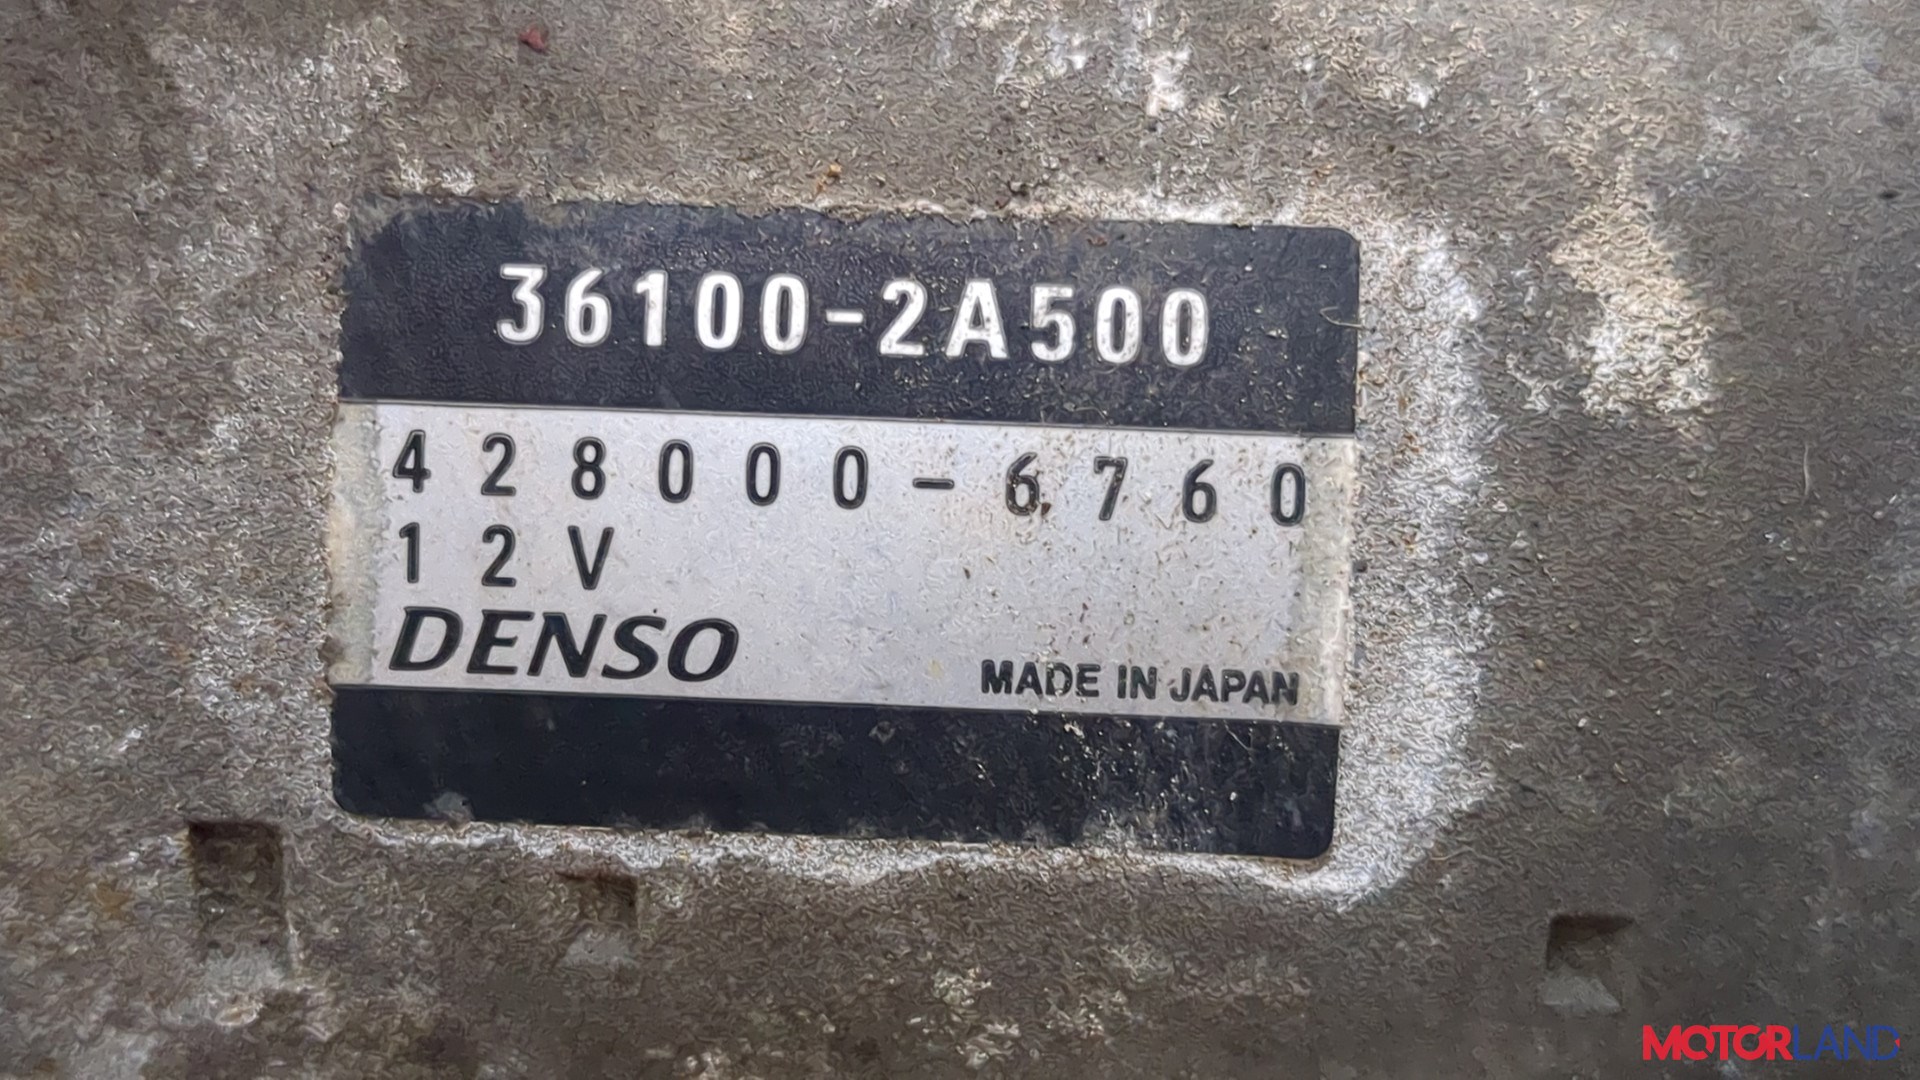 36100-2A500
428000-6760
12V
DENSO
MADE IN JAPAN
MOTORLAND